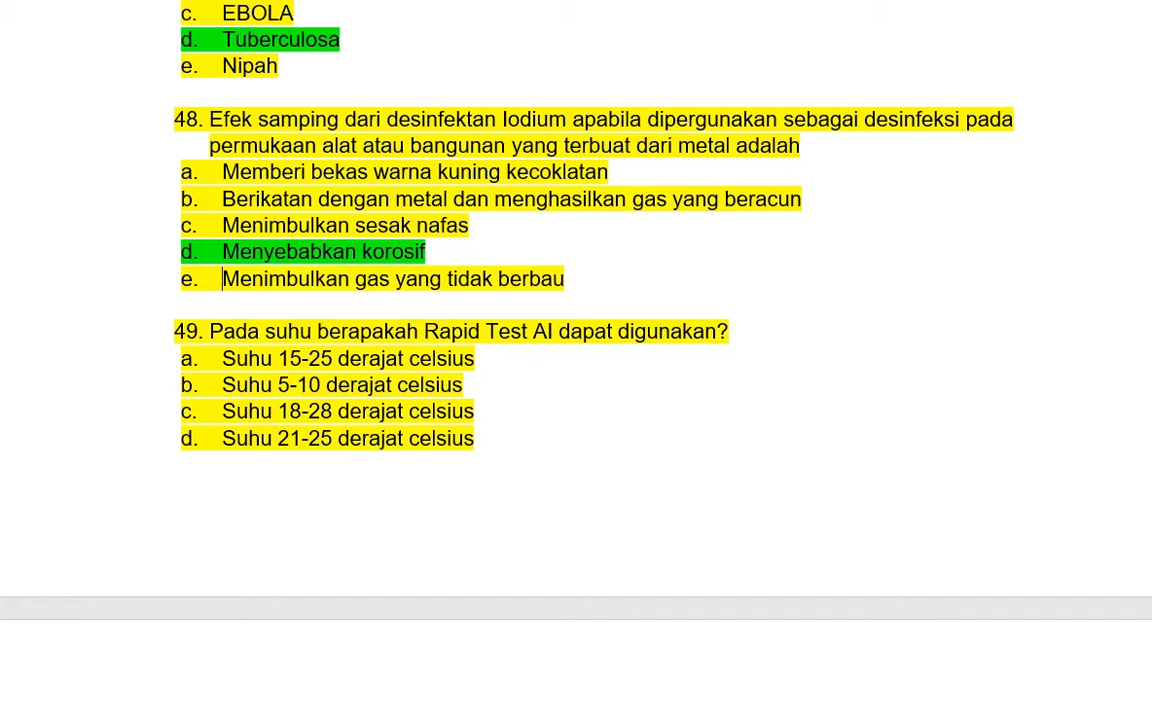 c. EBOLA
d. Tuberculosa
e. Nipah
48. Efek samping dari desinfektan Iodium apabila dipergunakan sebagai desinfeksi pada
permukaan alat atau bangunan yang terbuat dari metal adalah
a. Memberi bekas warna kuning kecoklatan
b. Berikatan dengan metal dan menghasilkan gas yang beracun
c. Menimbulkan sesak nafas
d. Menyebabkan korosif
e. Menimbulkan gas yang tidak berbau
49. Pada suhu berapakah Rapid Test AI dapat digunakan?
a. Suhu 15-25 derajat celsius
b. Suhu 5-10 derajat celsius
c. Suhu 18-28 derajat celsius
d. Suhu 21-25 derajat celsius